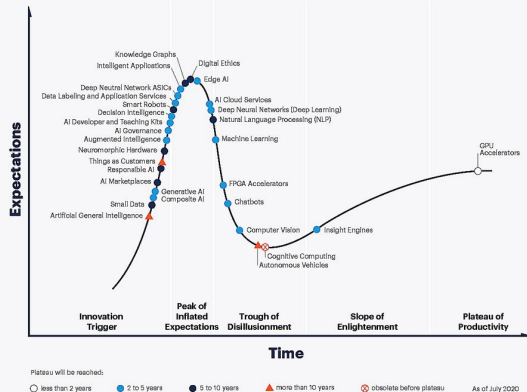 Expectations
Knowledge Graphs
Intelligent Applications
Deep Neutral Network ASICs
Data Labeling and Application Services
Smart Robots
Decision Intelligence
AI Developer and Teaching Kits
AI Governance
Augmented Intelligence
Neuromorphic Hardware
Things as Customers
Responsible AI
AI Marketplaces
Generative AI
Composite AI
Small Data
Artificial General Intelligence
Digital Ethics
Edge AI
AI Cloud Services
Deep Neural Networks (Deep Learning)
Natural Language Processing (NLP)
Machine Learning
FPGA Accelerators
Chatbots
Computer Vision
Cognitive Computing
Autonomous Vehicles
Insight Engines
GPU
Accelerators
Innovation
Trigger
Peak of
Inflated
Expectations
Trough of
Disillusionment
Slope of
Enlightenment
Plateau of
Productivity
Time
Plateau will be reached:
less than 2 years
2 to 5 years
5 to 10 years
more than 10 years
obsolete before plateau
As of July 2020